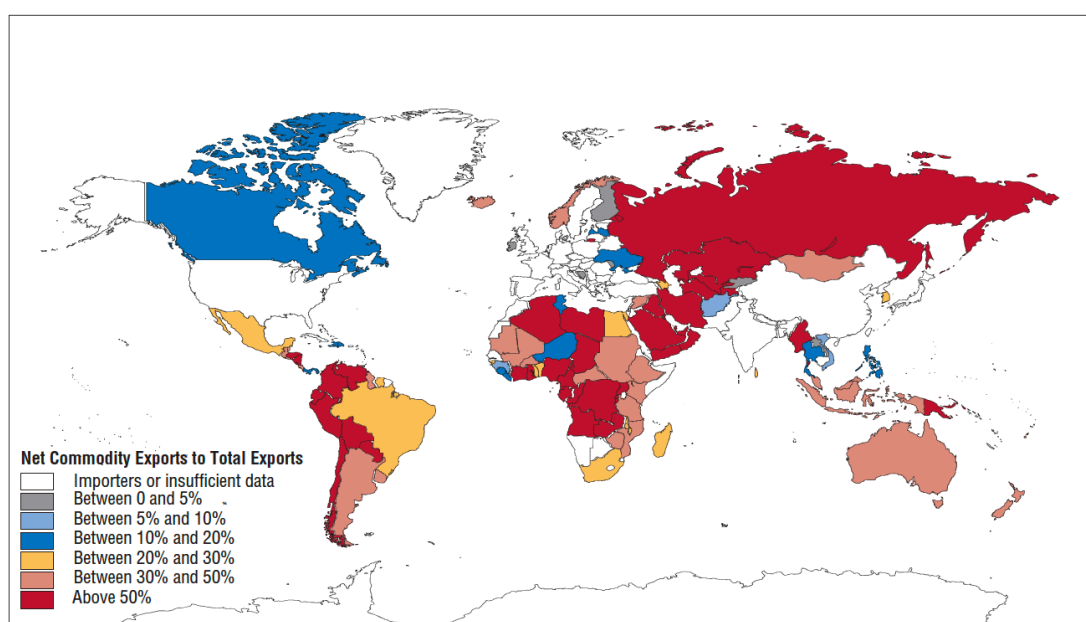 Net Commodity Exports to Total Exports
Importers or insufficient data
Between 0 and 5%
Between 5% and 10%
Between 10% and 20%
Between 20% and 30%
Between 30% and 50%
Above 50%